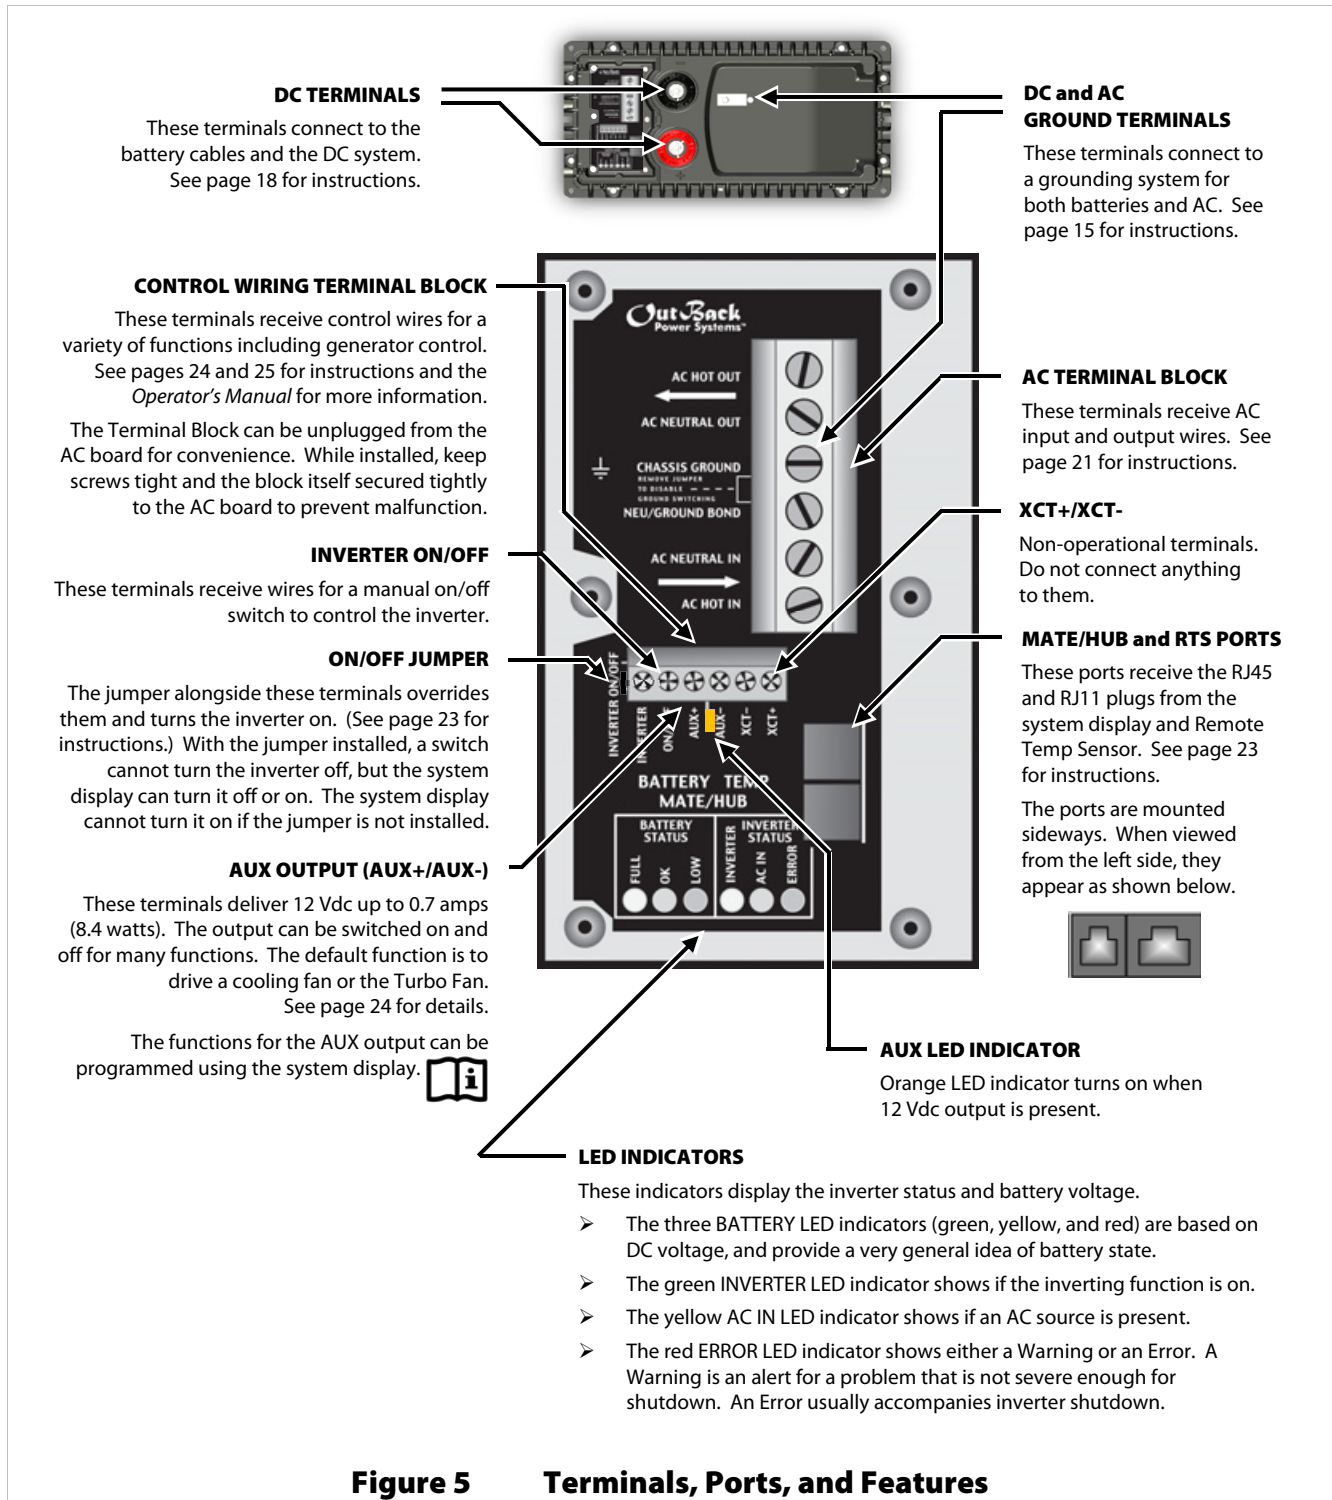 DC TERMINALS
These terminals connect to the
battery cables and the DC system.
See page 18 for instructions.
DC and AC
GROUND TERMINALS
These terminals connect to
a grounding system for
both batteries and AC. See
page 15 for instructions.
CONTROL WIRING TERMINAL BLOCK
These terminals receive control wires for a
variety of functions including generator control.
See pages 24 and 25 for instructions and the
Operator's Manual for more information.
The Terminal Block can be unplugged from the
AC board for convenience. While installed, keep
screws tight and the block itself secured tightly
to the AC board to prevent malfunction.
INVERTER ON/OFF
These terminals receive wires for a manual on/off
switch to control the inverter.
ON/OFF JUMPER
The jumper alongside these terminals overrides
them and turns the inverter on. (See page 23 for
instructions.) With the jumper installed, a switch
cannot turn the inverter off, but the system
display can turn it off or on. The system display
cannot turn it on if the jumper is not installed.
AUX OUTPUT (AUX+/AUX-)
These terminals deliver 12 Vdc up to 0.7 amps
(8.4 watts). The output can be switched on and
off for many functions. The default function is to
drive a cooling fan or the Turbo Fan.
See page 24 for details.
The functions for the AUX output can be
programmed using the system display.
OutBack
Power Systems™
AC HOT OUT
AC NEUTRAL OUT
CHASSIS GROUND
REMOVE JUMPER
TO DISABLE
GROUND SWITCHING
NEU/GROUND BOND
AC NEUTRAL IN
AC HOT IN
INVERTER ON/OFF
INVERTER
ON/OFF
AUX+
AUX-
XCT-
XCT+
BATTERY TEMP
MATE/HUB
BATTERY
STATUS
INVERTER
STATUS
FULL
OK
LOW
INVERTER
AC IN
ERROR
AC TERMINAL BLOCK
These terminals receive AC
input and output wires. See
page 21 for instructions.
XCT+/XCT-
Non-operational terminals.
Do not connect anything
to them.
MATE/HUB and RTS PORTS
These ports receive the RJ45
and RJ11 plugs from the
system display and Remote
Temp Sensor. See page 23
for instructions.
The ports are mounted
sideways. When viewed
from the left side, they
appear as shown below.
AUX LED INDICATOR
Orange LED indicator turns on when
12 Vdc output is present.
LED INDICATORS
These indicators display the inverter status and battery voltage.
➢ The three BATTERY LED indicators (green, yellow, and red) are based on
DC voltage, and provide a very general idea of battery state.
➢ The green INVERTER LED indicator shows if the inverting function is on.
➢ The yellow AC IN LED indicator shows if an AC source is present.
➢ The red ERROR LED indicator shows either a Warning or an Error. A
Warning is an alert for a problem that is not severe enough for
shutdown. An Error usually accompanies inverter shutdown.
Figure 5 Terminals, Ports, and Features